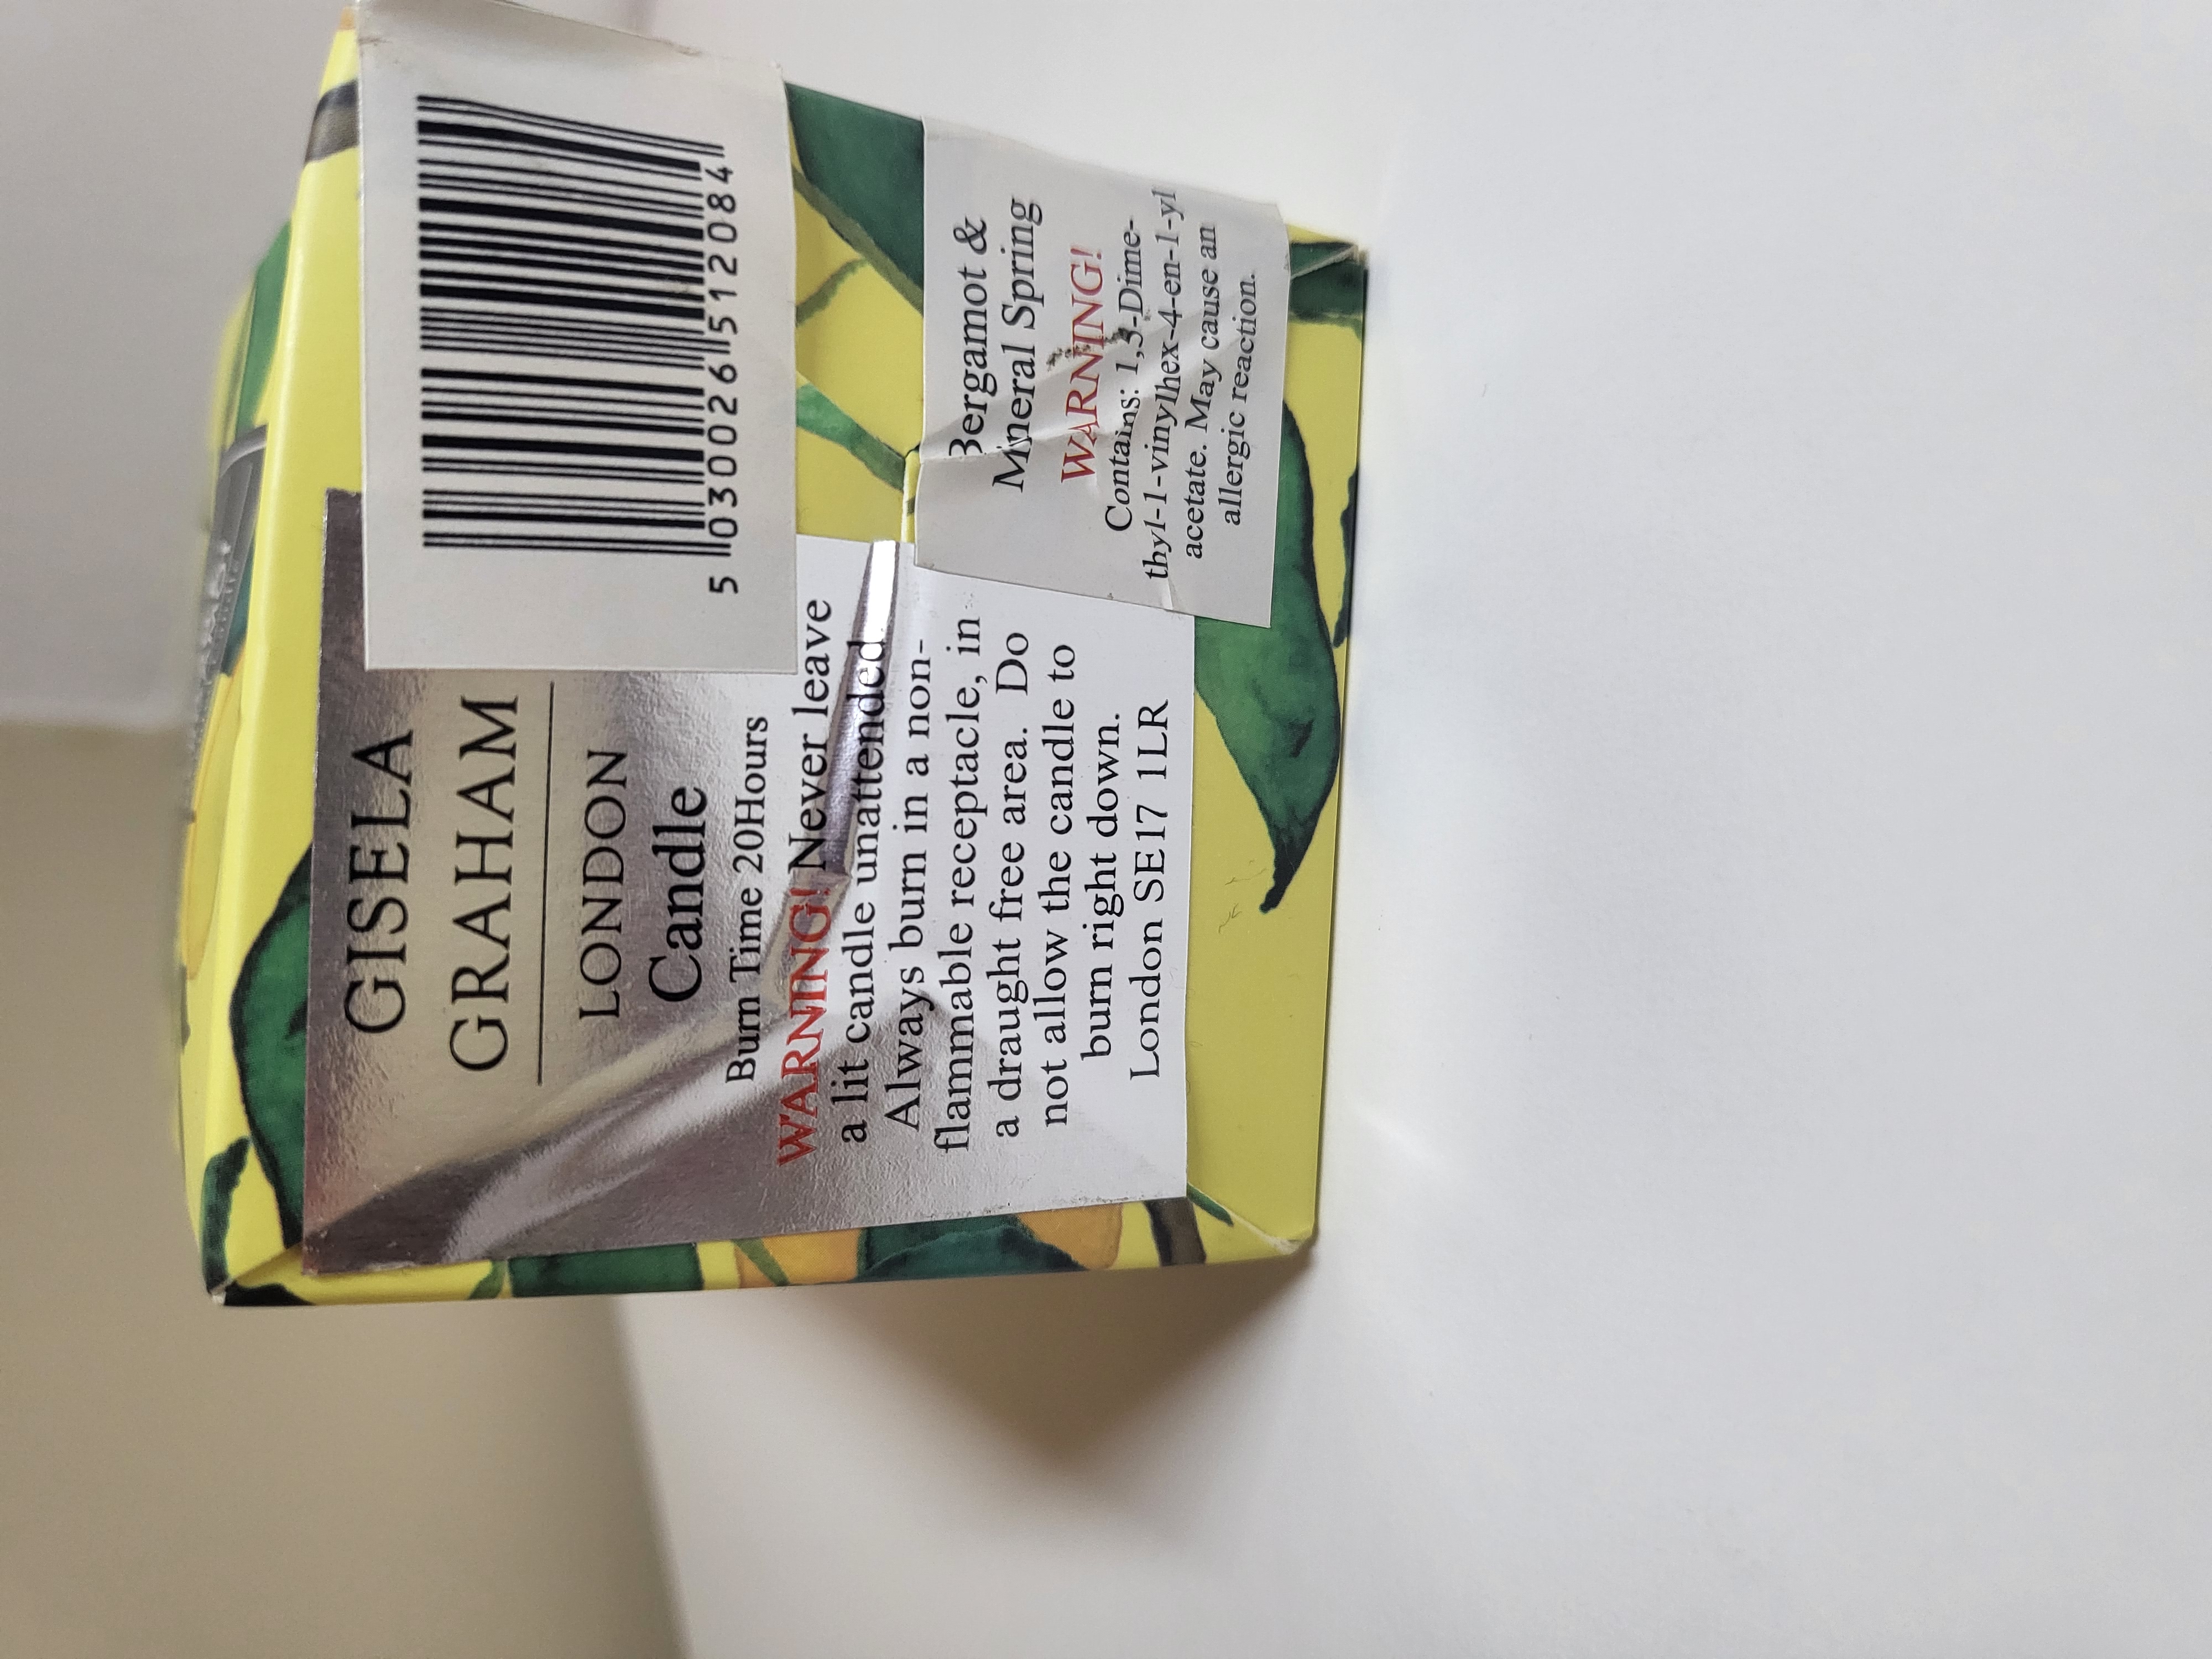 GISELA
GRAHAM
LONDON
Candle
Burn Time 20Hours
WARNING! Never leave
a lit candle unattended.
Always burn in a non-
flammable receptacle, in
a draught free area. Do
not allow the candle to
burn right down.
London SE17 1LR
5 030026 512084
Bergamot &
Mineral Spring
WARNING!
Contains: 1,5-Dime-
thyl-1-vinylhex-4-en-1-yl
acetate. May cause an
allergic reaction.